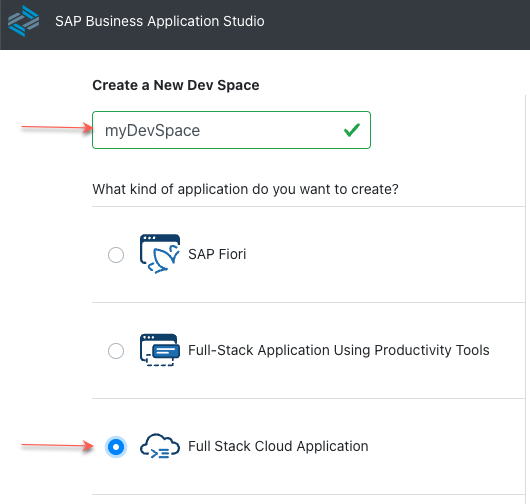 SAP Business Application Studio
Create a New Dev Space
myDevSpace
What kind of application do you want to create?
SAP Fiori
Full-Stack Application Using Productivity Tools
Full Stack Cloud Application